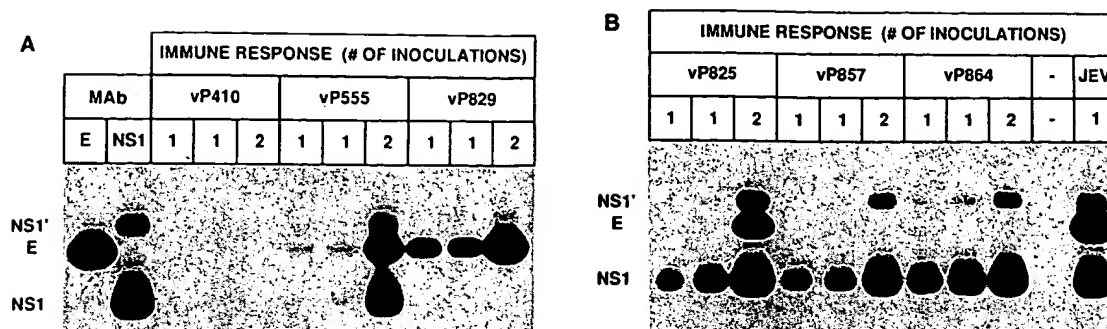 A
IMMUNE RESPONSE (# OF INOCULATIONS)
MAb vP410 vP555 vP829
E NS1 1 1 2 1 1 2 1 1 2
NS1'
E
NS1
B
IMMUNE RESPONSE (# OF INOCULATIONS)
vP825 vP857 vP864 - JEV
1 1 2 1 1 2 1 1 2 - 1
NS1'
E
NS1